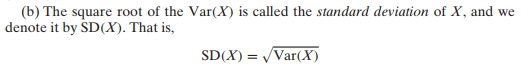 (b) The square root of the Var(X) is called the standard deviation of X, and we
denote it by SD(X). That is,
SD(X) = √Var(X)